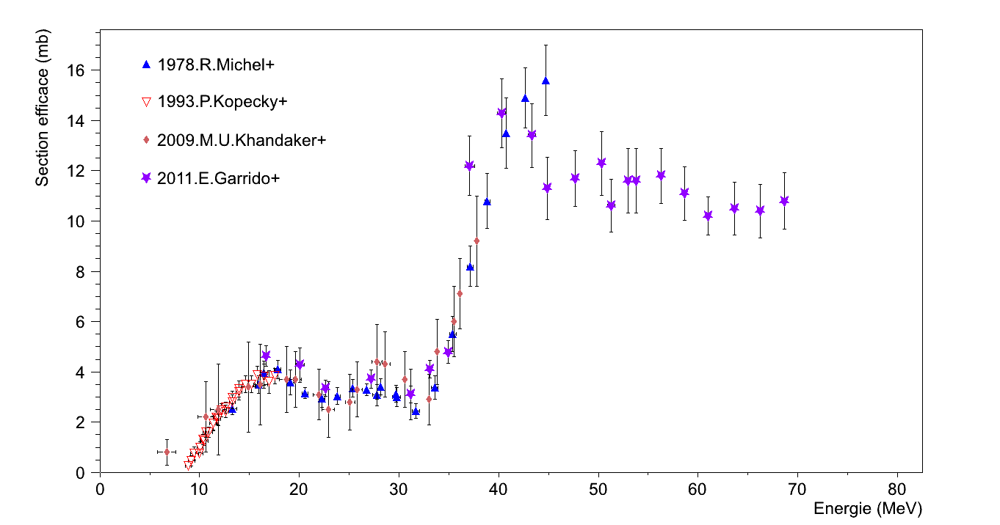 Section efficace (mb)
16
14
12
10
8
6
4
2
0
1978.R.Michel+
1993.P.Kopecky+
2009.M.U.Khandaker+
2011.E.Garrido+
0 10 20 30 40 50 60 70 80
Energie (MeV)